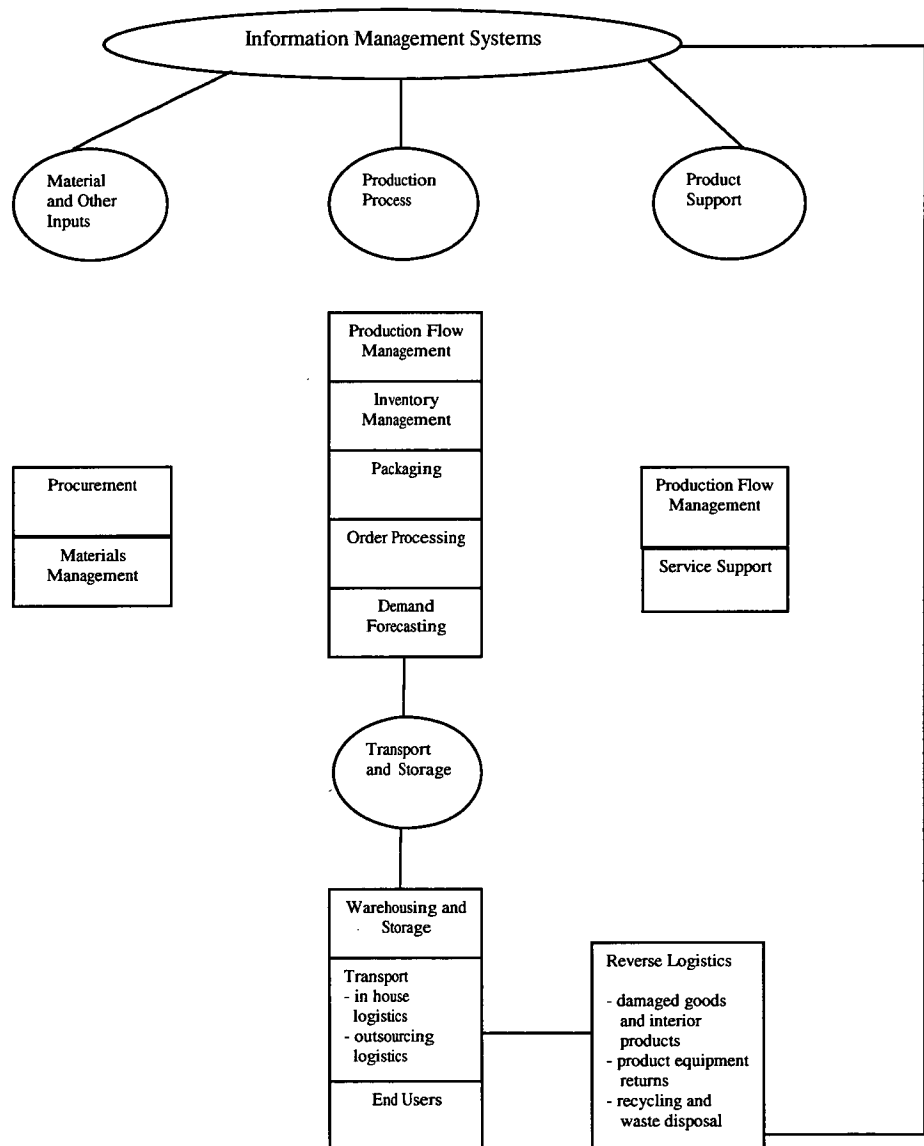 Information Management Systems
Material
and Other
Inputs
Production
Process
Product
Support
Production Flow
Management
Inventory
Management
Packaging
Order Processing
Demand
Forecasting
Procurement
Materials
Management
Production Flow
Management
Service Support
Transport
and Storage
Warehousing and
Storage
Transport
- in house
logistics
- outsourcing
logistics
End Users
Reverse Logistics
- damaged goods
and interior
products
- product equipment
returns
- recycling and
waste disposal